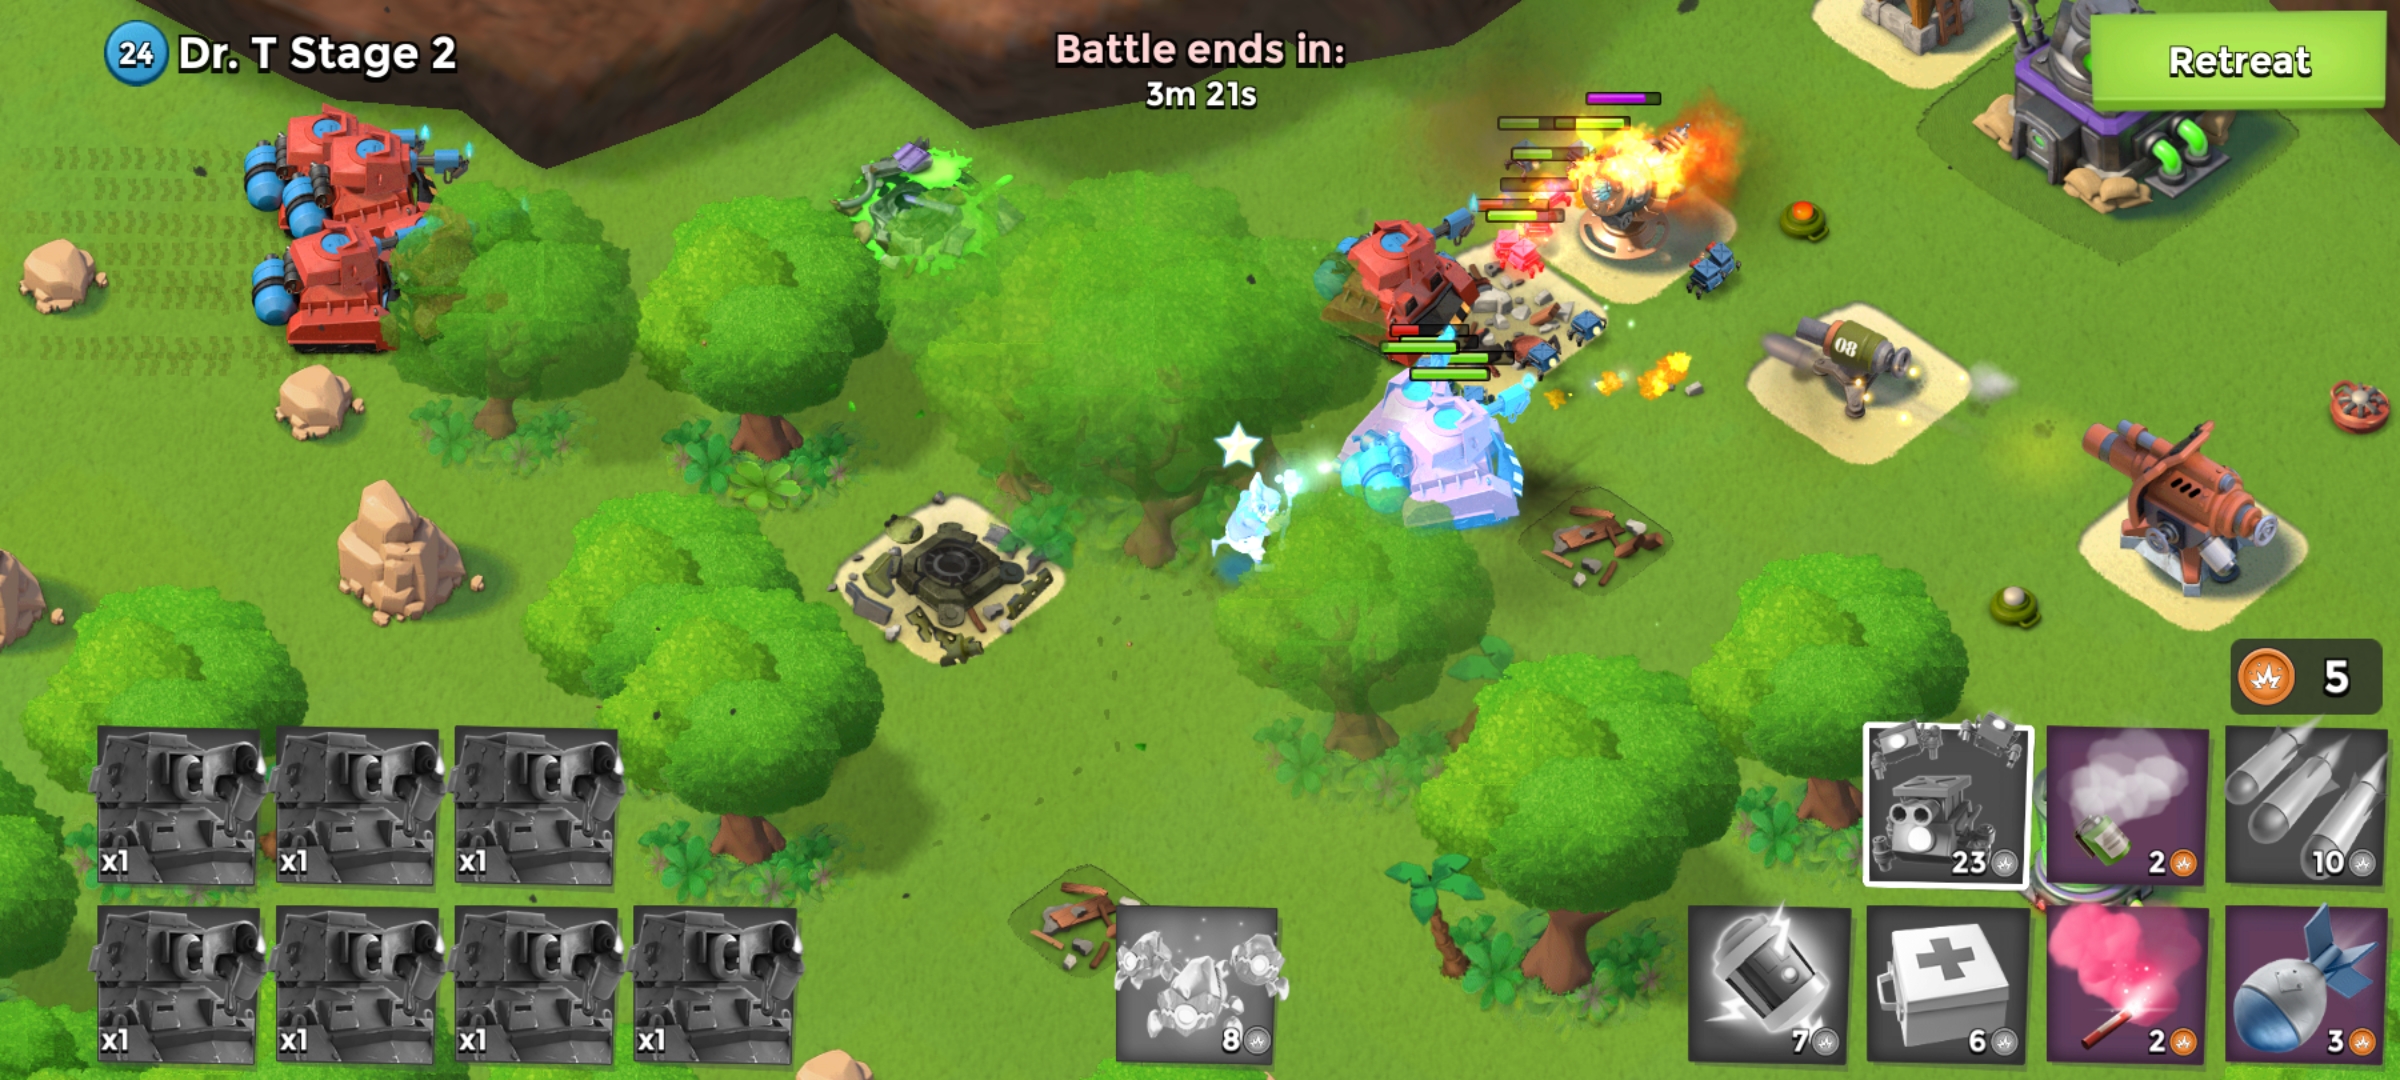 24 Dr. T Stage 2
Battle ends in:
3m 21s
Retreat
08
5
x1 x1 x1
23 2 10
x1 x1 x1 x1
8
7 6 2 3